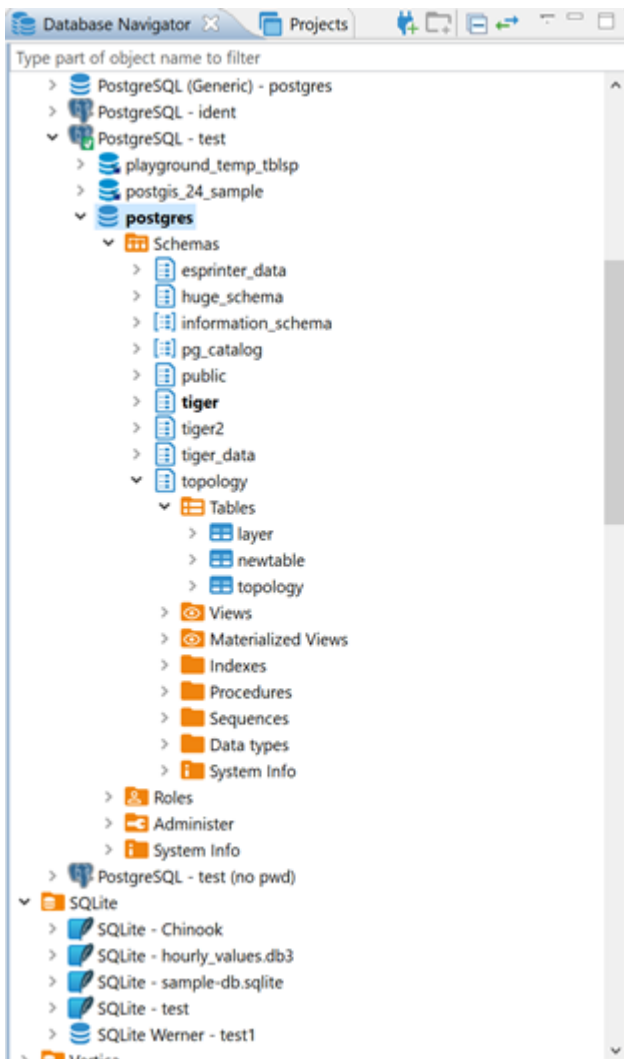 Database Navigator Projects
Type part of object name to filter
PostgreSQL (Generic) - postgres
PostgreSQL - ident
PostgreSQL - test
playground_temp_tblsp
postgis_24_sample
postgres
Schemas
esprinter_data
huge_schema
information_schema
pg_catalog
public
tiger
tiger2
tiger_data
topology
Tables
layer
newtable
topology
Views
Materialized Views
Indexes
Procedures
Sequences
Data types
System Info
Roles
Administer
System Info
PostgreSQL - test (no pwd)
SQLite
SQLite - Chinook
SQLite - hourly_values.db3
SQLite - sample-db.sqlite
SQLite - test
SQLite Werner - test1